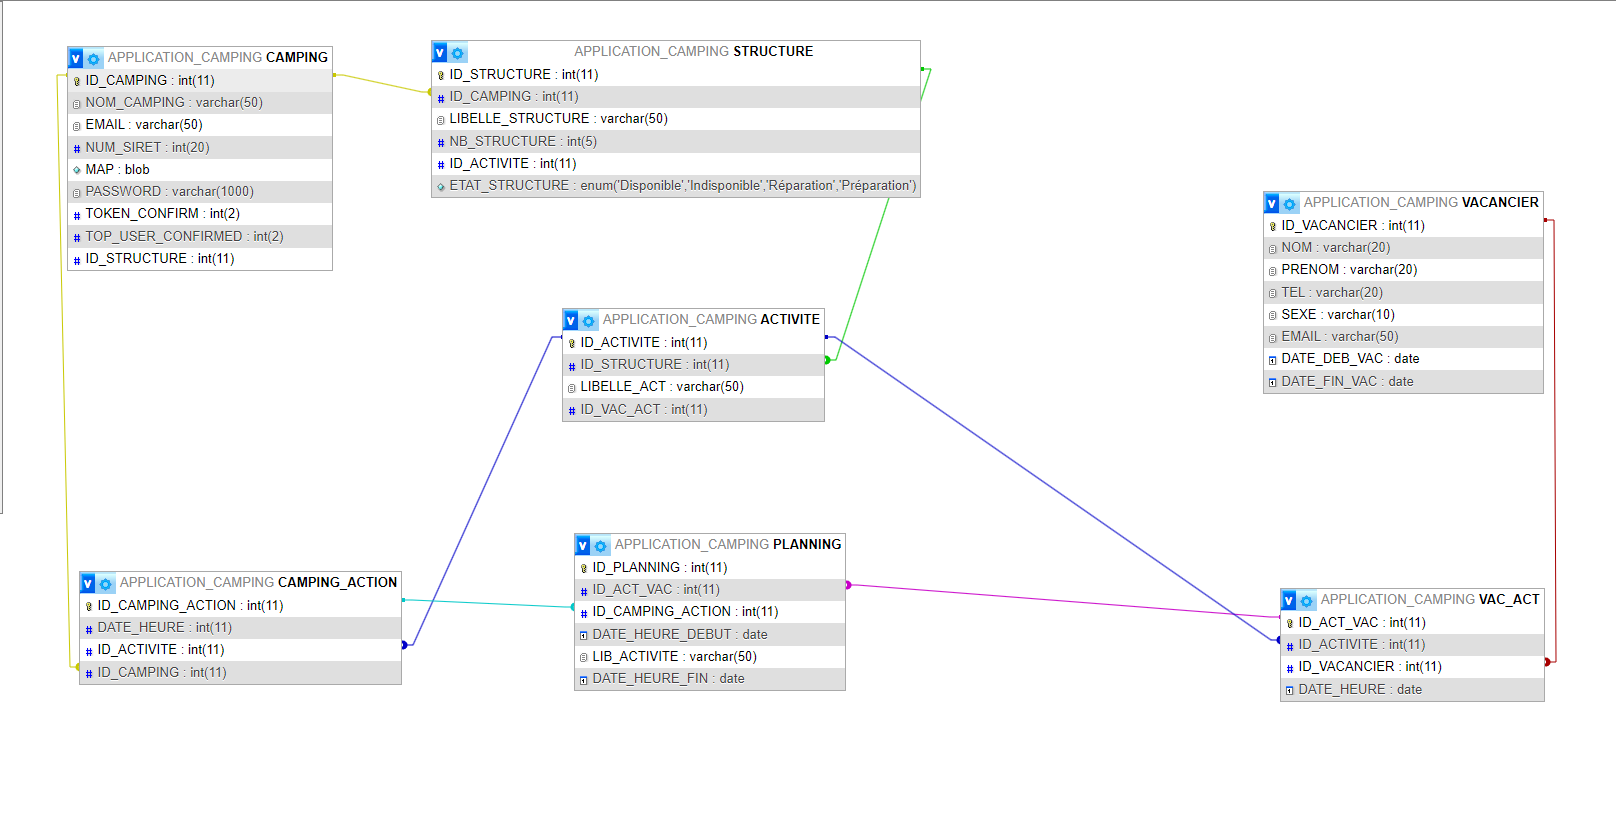 APPLICATION_CAMPING CAMPING
ID_CAMPING : int(11)
NOM_CAMPING : varchar(50)
EMAIL : varchar(50)
NUM_SIRET : int(20)
MAP : blob
PASSWORD : varchar(1000)
TOKEN_CONFIRM : int(2)
TOP_USER_CONFIRMED : int(2)
ID_STRUCTURE : int(11)
APPLICATION_CAMPING STRUCTURE
ID_STRUCTURE : int(11)
ID_CAMPING : int(11)
LIBELLE_STRUCTURE : varchar(50)
NB_STRUCTURE : int(5)
ID_ACTIVITE : int(11)
ETAT_STRUCTURE : enum('Disponible','Indisponible','Réparation','Préparation')
APPLICATION_CAMPING VACANCIER
ID_VACANCIER : int(11)
NOM : varchar(20)
PRENOM : varchar(20)
TEL : varchar(20)
SEXE : varchar(10)
EMAIL : varchar(50)
DATE_DEB_VAC : date
DATE_FIN_VAC : date
APPLICATION_CAMPING ACTIVITE
ID_ACTIVITE : int(11)
ID_STRUCTURE : int(11)
LIBELLE_ACT : varchar(50)
ID_VAC_ACT : int(11)
APPLICATION_CAMPING CAMPING_ACTION
ID_CAMPING_ACTION : int(11)
DATE_HEURE : int(11)
ID_ACTIVITE : int(11)
ID_CAMPING : int(11)
APPLICATION_CAMPING PLANNING
ID_PLANNING : int(11)
ID_ACT_VAC : int(11)
ID_CAMPING_ACTION : int(11)
DATE_HEURE_DEBUT : date
LIB_ACTIVITE : varchar(50)
DATE_HEURE_FIN : date
APPLICATION_CAMPING VAC_ACT
ID_ACT_VAC : int(11)
ID_ACTIVITE : int(11)
ID_VACANCIER : int(11)
DATE_HEURE : date